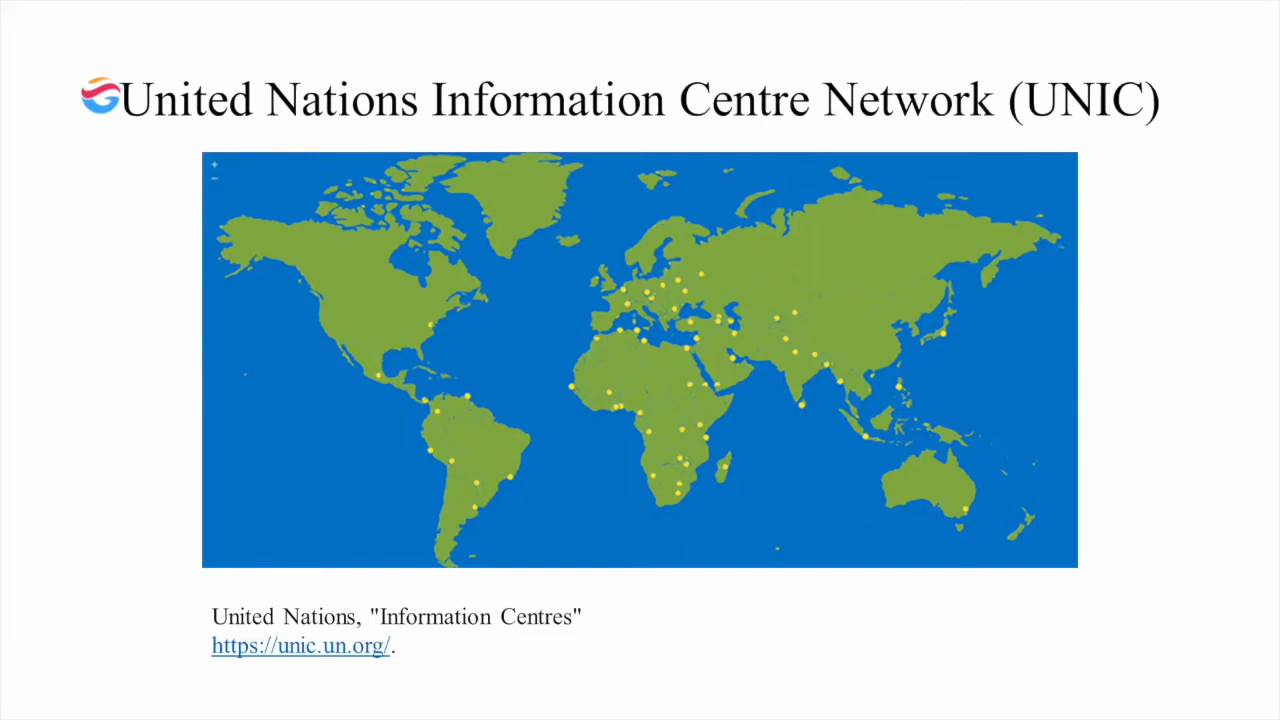 United Nations Information Centre Network (UNIC)
+
−
United Nations, "Information Centres"
https://unic.un.org/.